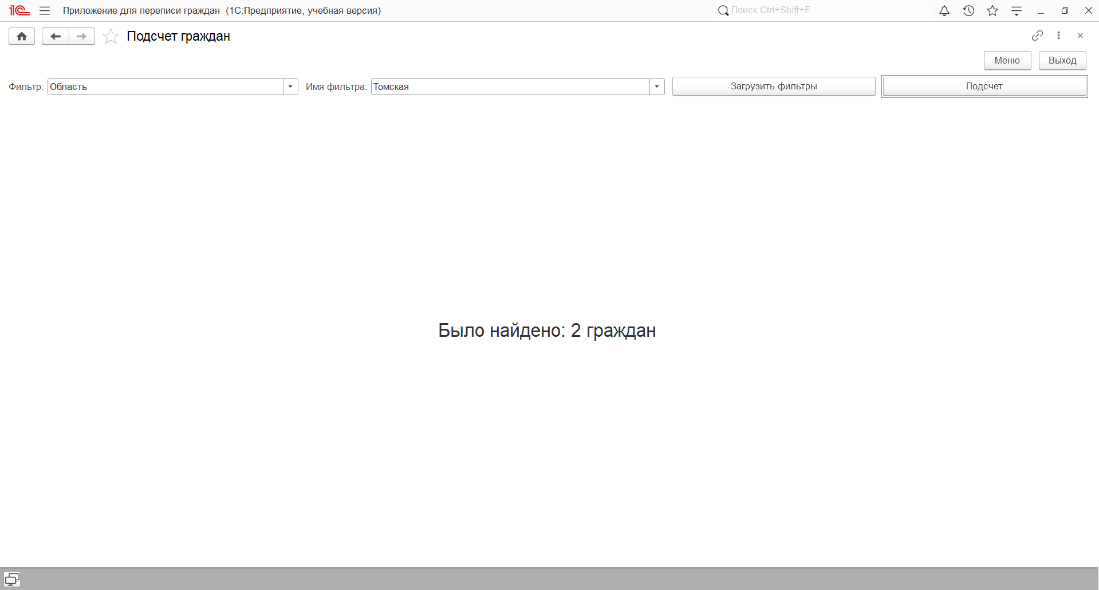 1С Приложение для переписи граждан (1С:Предприятие, учебная версия) Поиск Ctrl+Shift+F
Подсчет граждан
Меню Выход
Фильтр: Область Имя фильтра: Томская Загрузить фильтры Подсчет
Было найдено: 2 граждан